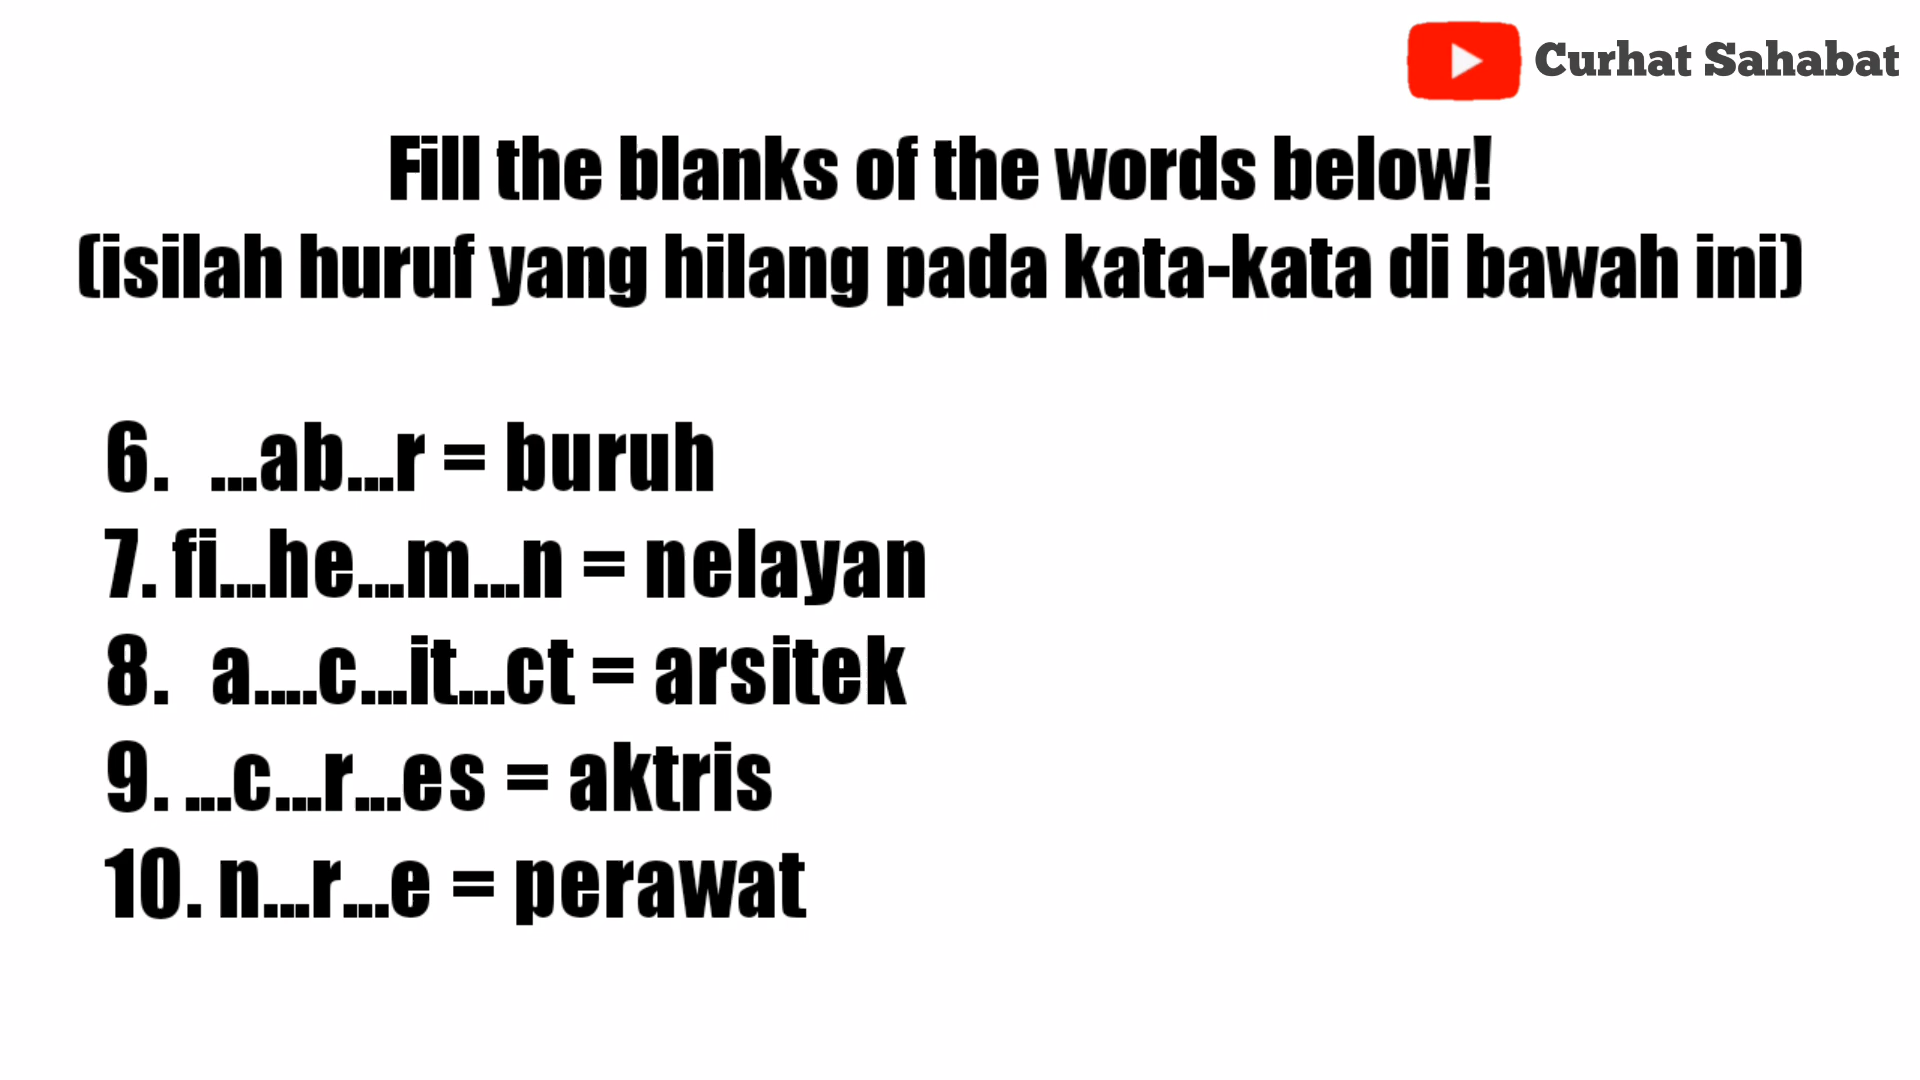 Curhat Sahabat
Fill the blanks of the words below!
(isilah huruf yang hilang pada kata-kata di bawah ini)
6. ...ab...r = buruh
7. fi...he...m...n = nelayan
8. a....c...it...ct = arsitek
9. ...c...r...es = aktris
10. n...r...e = perawat